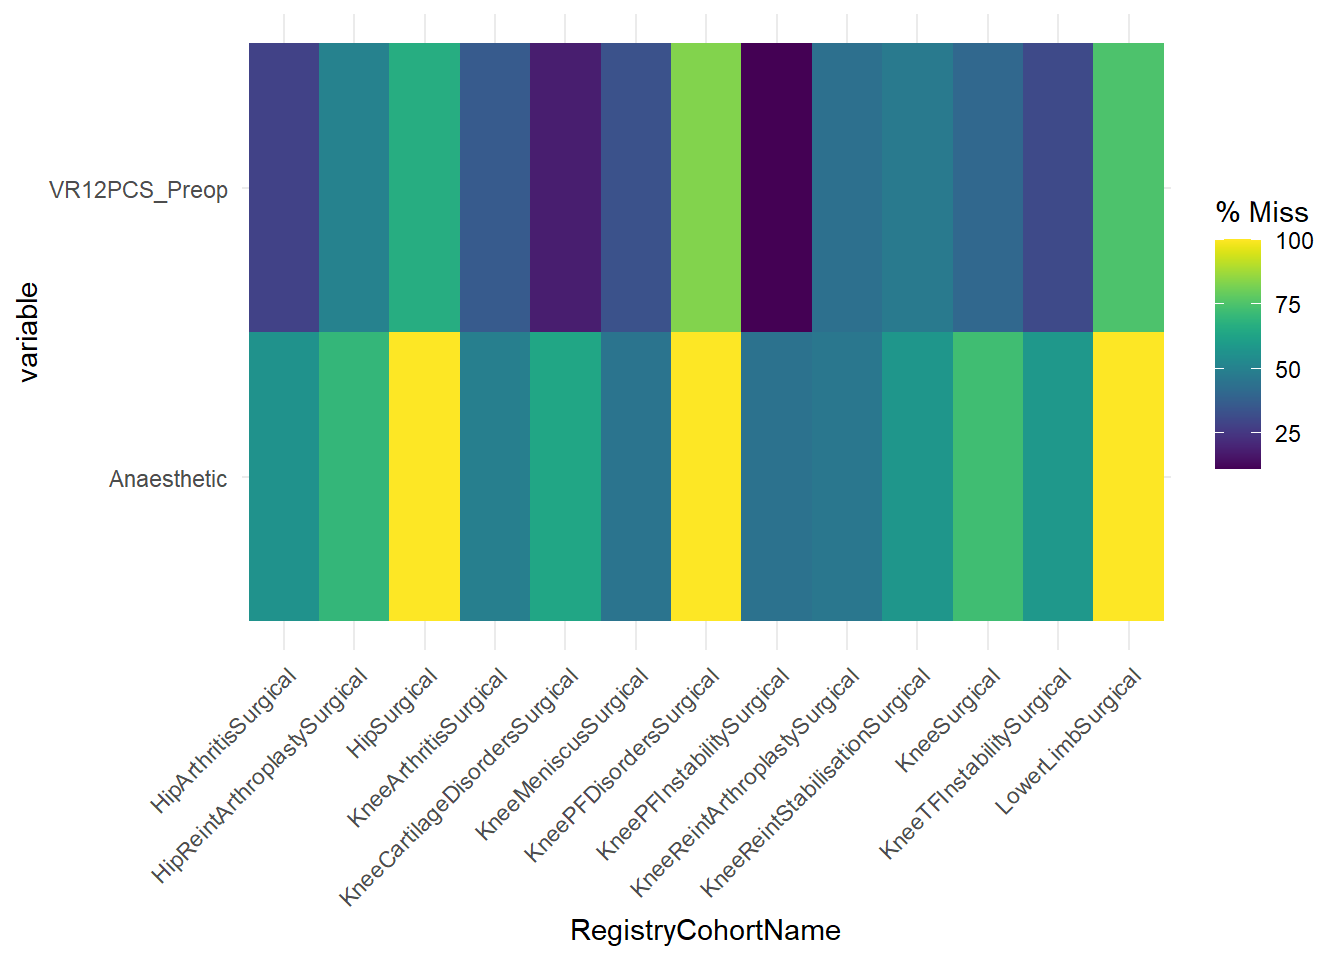 VR12PCS_Preop
Anaesthetic
variable
% Miss
100
75
50
25
HipArthritisSurgical
HipReintArthroplastySurgical
HipSurgical
KneeArthritisSurgical
KneeCartilageDisordersSurgical
KneeMeniscusSurgical
KneePFDisordersSurgical
KneePFInstabilitySurgical
KneeReintArthroplastySurgical
KneeReintStabilisationSurgical
KneeSurgical
KneeTFInstabilitySurgical
LowerLimbSurgical
RegistryCohortName